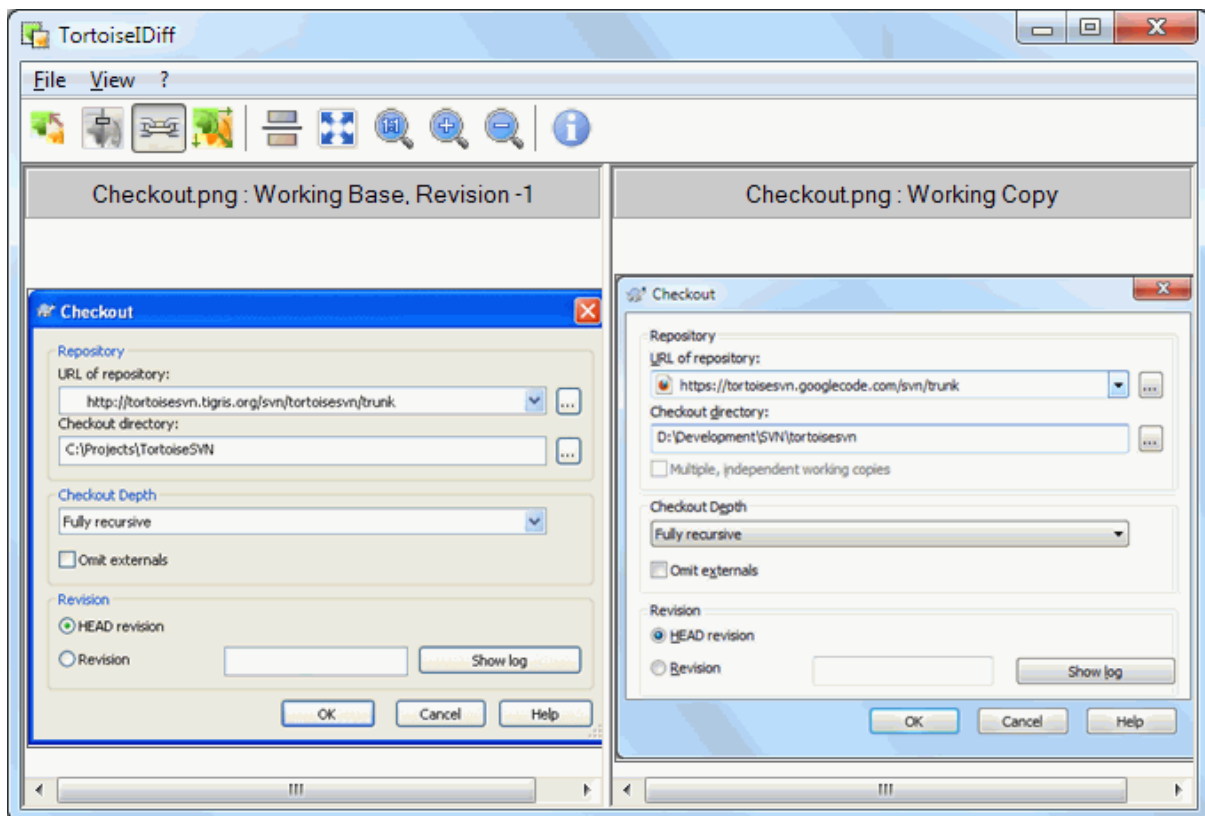 TortoiseIDiff
File View ?
1:1
Checkout.png : Working Base, Revision -1
Checkout
Repository
URL of repository:
http://tortoisesvn.tigris.org/svn/tortoisesvn/trunk
...
Checkout directory:
C:\Projects\TortoiseSVN
...
Checkout Depth
Fully recursive
Omit externals
Revision
HEAD revision
Revision
Show log
OK Cancel Help
Checkout.png : Working Copy
Checkout
Repository
URL of repository:
https://tortoisesvn.googlecode.com/svn/trunk
...
Checkout directory:
D:\Development\SVN\tortoisesvn
...
Multiple, independent working copies
Checkout Depth
Fully recursive
Omit externals
Revision
HEAD revision
Revision
Show log
OK Cancel Help